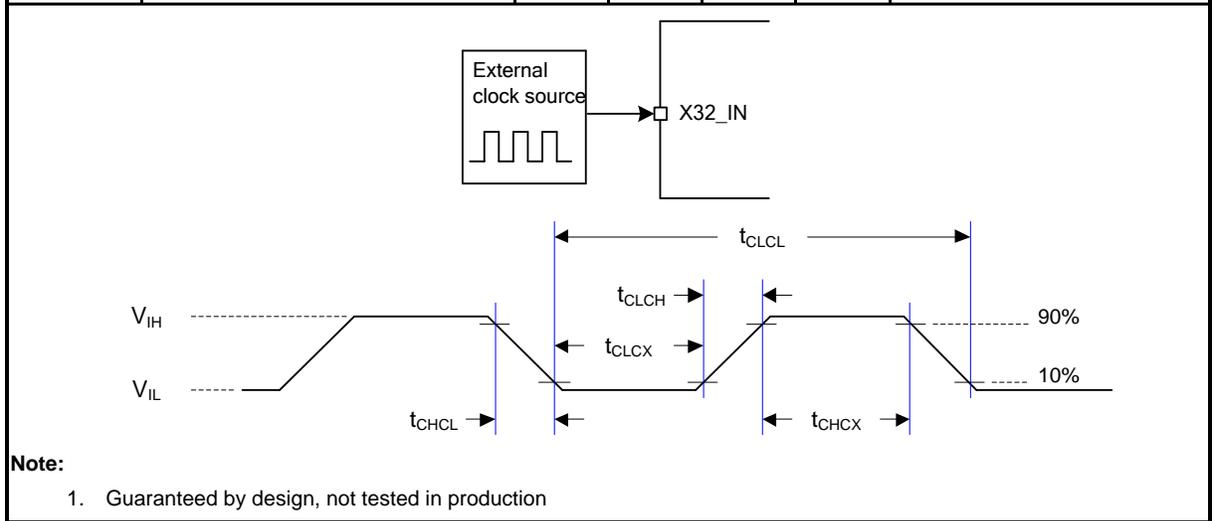 External
clock source
X32_IN
tCLCL
tCLCH
VIH
90%
tCLCX
VIL
10%
tCHCL
tCHCX
Note:
1. Guaranteed by design, not tested in production